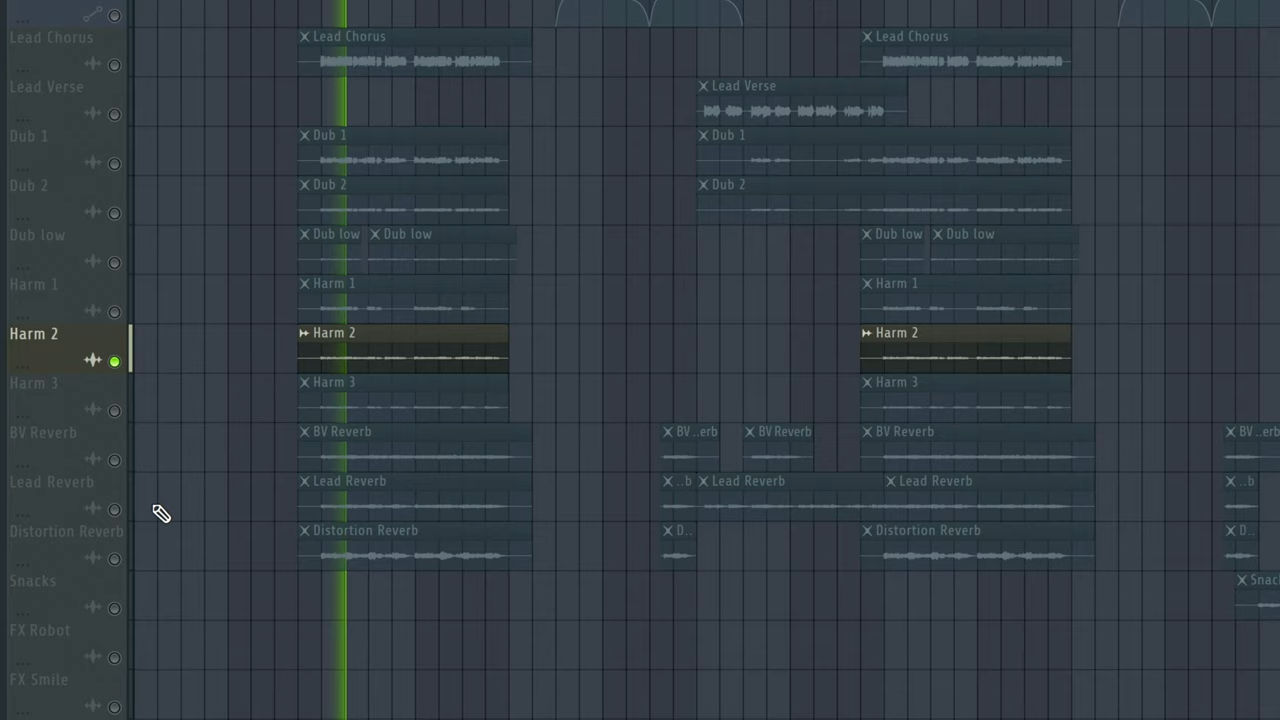 ...
Lead Chorus
Lead Chorus
Lead Chorus
...
Lead Verse
Lead Verse
...
Dub 1
Dub 1
Dub 1
...
Dub 2
Dub 2
Dub 2
...
Dub low
Dub low
Dub low
Dub low
Dub low
...
Harm 1
Harm 1
Harm 1
...
Harm 2
Harm 2
Harm 2
...
Harm 3
Harm 3
Harm 3
...
BV Reverb
BV Reverb
BV ..erb
BV Reverb
BV Reverb
BV ..erb
...
Lead Reverb
Lead Reverb
..b
Lead Reverb
Lead Reverb
..b
...
Distortion Reverb
Distortion Reverb
D..
Distortion Reverb
D..
...
Snacks
Snac
...
FX Robot
...
FX Smile
...